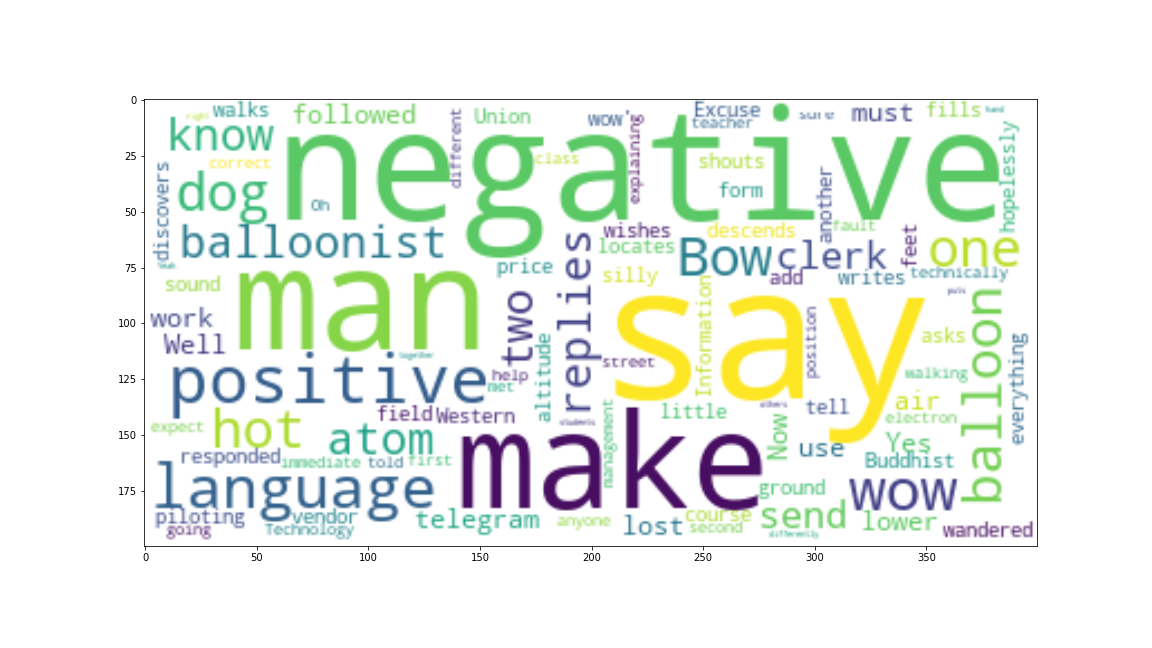 0
25
50
75
100
125
150
175
0
50
100
150
200
250
300
350
walks
right
followed
Union
wow'
Excuse
sure
must
fills
hard
know
negative
teacher
different
explaining
class
shouts
correct
hopelessly
discovers
dog
Oh
form
another
fault
feet
balloonist
wishes
descends
locates
Bow
clerk
one
Yeah
price
replies
silly
add
writes
technically
sound
man
two
say
puts
balloon
work
Well
altitude
Information
position
asks
everything
together
street
positive
help
met
walking
expect
hot
field
Western
students
little
others
tell
air
electron
atom
management
Now
use
Yes
responded
immediate
told
first
Buddhist
language
make
ground
wow
piloting
vendor
telegram
anyone
lost
course
send
lower
wandered
going
Technology
second
differently